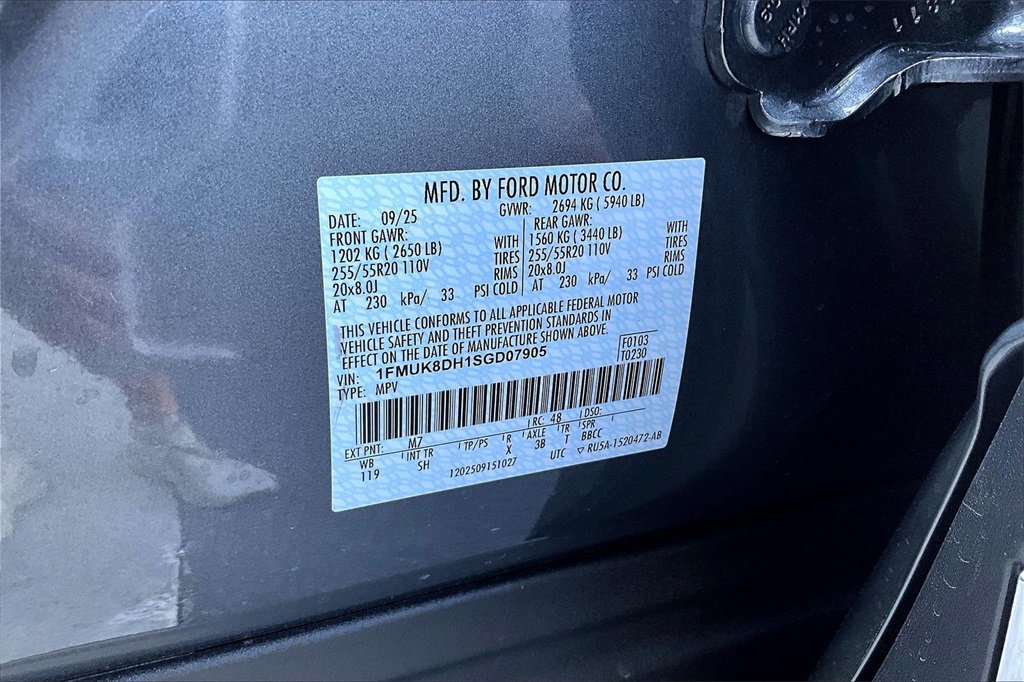 MFD. BY FORD MOTOR CO.
DATE: 09/25 GVWR: 2694 KG ( 5940 LB)
FRONT GAWR: REAR GAWR:
1202 KG ( 2650 LB) WITH 1560 KG ( 3440 LB) WITH
255/55R20 110V TIRES 255/55R20 110V TIRES
20x8.0J RIMS 20x8.0J RIMS
AT 230 kPa/ 33 PSI COLD AT 230 kPa/ 33 PSI COLD
THIS VEHICLE CONFORMS TO ALL APPLICABLE FEDERAL MOTOR
VEHICLE SAFETY AND THEFT PREVENTION STANDARDS IN
EFFECT ON THE DATE OF MANUFACTURE SHOWN ABOVE.
VIN: 1FMUK8DH1SGD07905 F0103
TYPE: MPV T0230
EXT PNT: M7 RC: 48 DSO:
WB INT TR TP/PS R AXLE TR SPR
119 SH X 3B T BBCC
1202509151027 UTC ▽ RU5A-1520472-AB